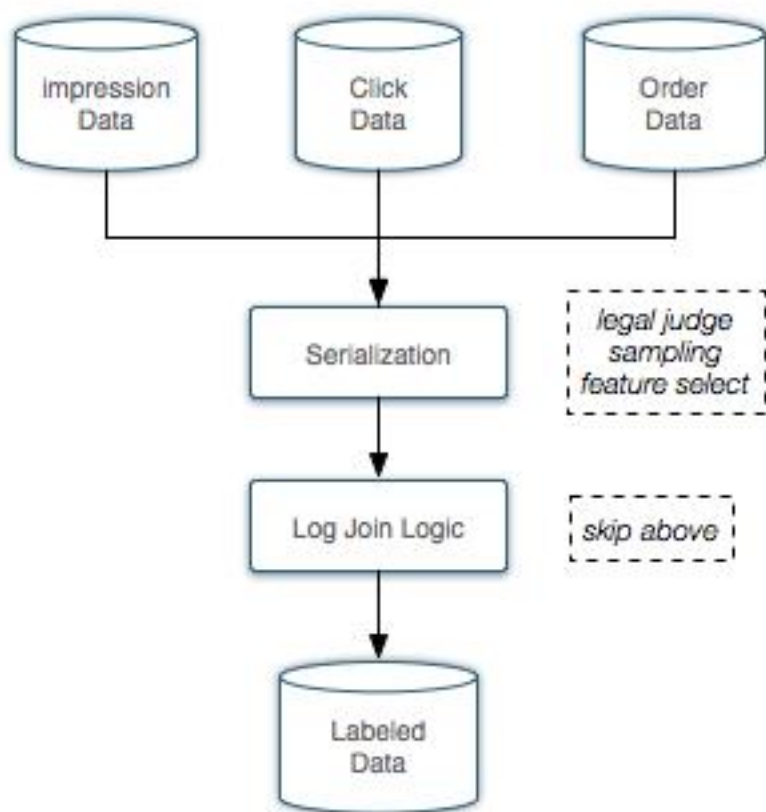 impression
Data
Click
Data
Order
Data
Serialization
legal judge
sampling
feature select
Log Join Logic
skip above
Labeled
Data